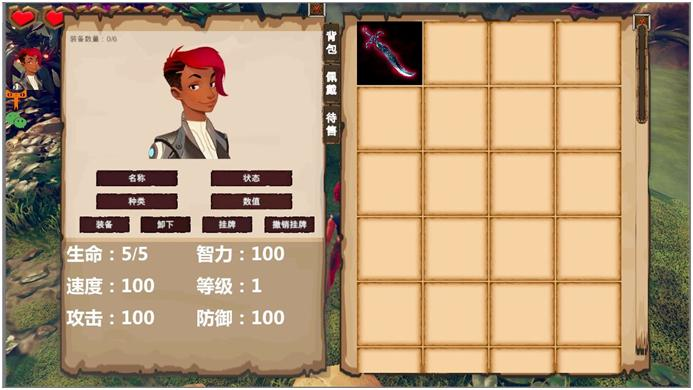 装备数量：0/6
背包
佩戴
待售
名称 状态
种类 数值
装备 卸下 挂牌 撤销挂牌
生命：5/5 智力：100
速度：100 等级：1
攻击：100 防御：100